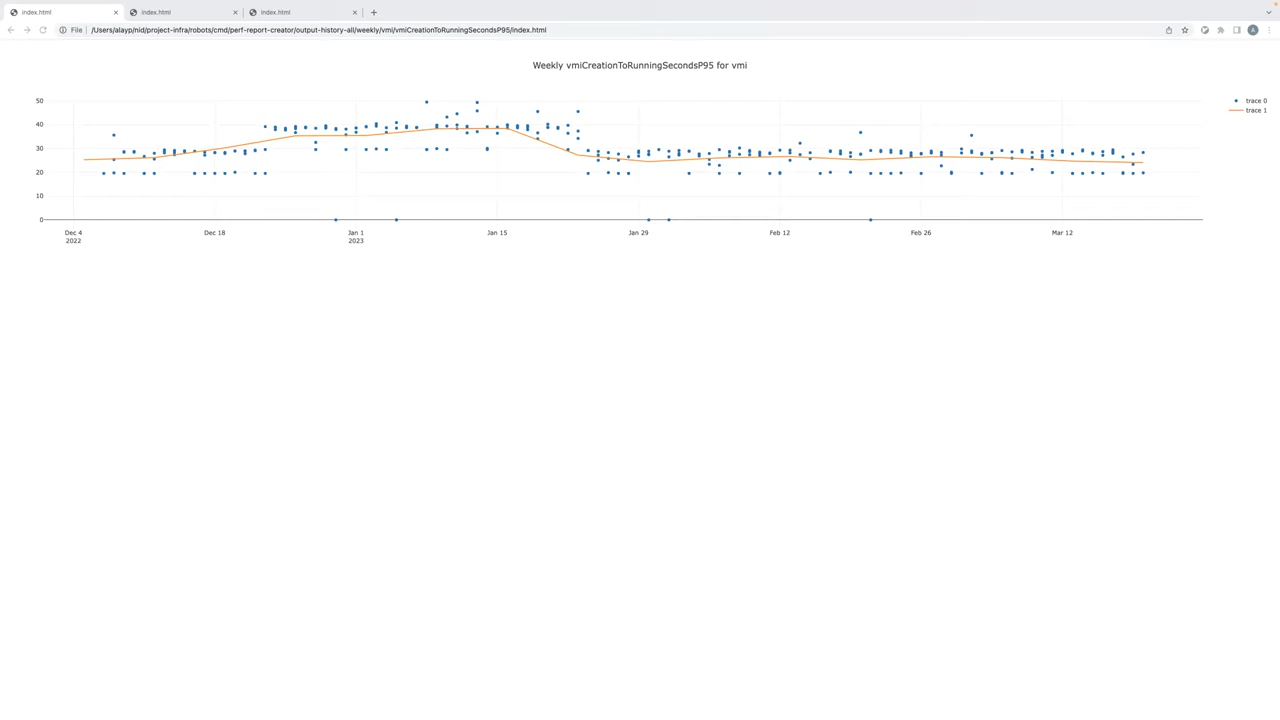 index.html
index.html
index.html
File
/Users/alayp/nid/project-infra/robots/cmd/perf-report-creator/output-history-all/weekly/vmi/vmiCreationToRunningSecondsP95/index.html
A
Weekly vmiCreationToRunningSecondsP95 for vmi
trace 0
trace 1
50
40
30
20
10
0
Dec 4
2022
Dec 18
Jan 1
2023
Jan 15
Jan 29
Feb 12
Feb 26
Mar 12